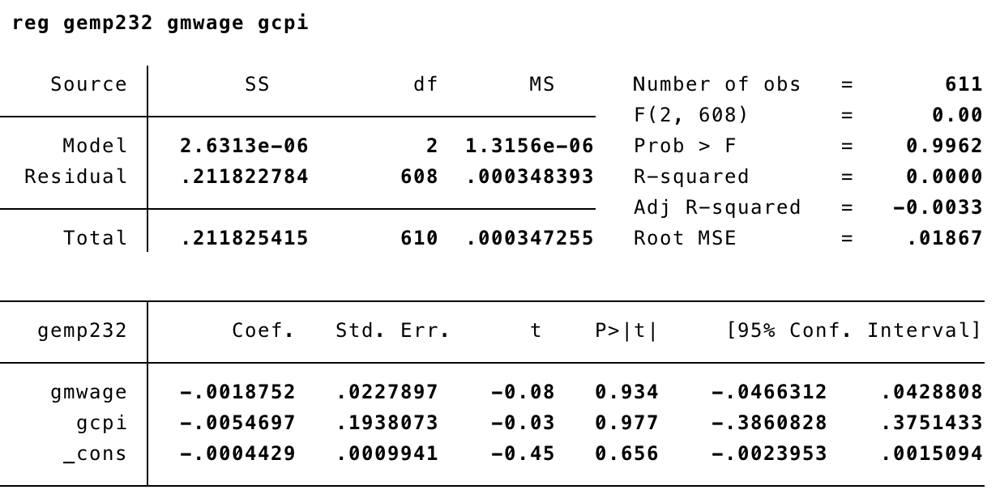 reg gemp232 gmwage gcpi
Source SS df MS Number of obs = 611
F(2, 608) = 0.00
Model 2.6313e-06 2 1.3156e-06 Prob > F = 0.9962
Residual .211822784 608 .000348393 R-squared = 0.0000
Adj R-squared = -0.0033
Total .211825415 610 .000347255 Root MSE = .01867
gemp232 Coef. Std. Err. t P>|t| [95% Conf. Interval]
gmwage -.0018752 .0227897 -0.08 0.934 -.0466312 .0428808
gcpi -.0054697 .1938073 -0.03 0.977 -.3860828 .3751433
_cons -.0004429 .0009941 -0.45 0.656 -.0023953 .0015094